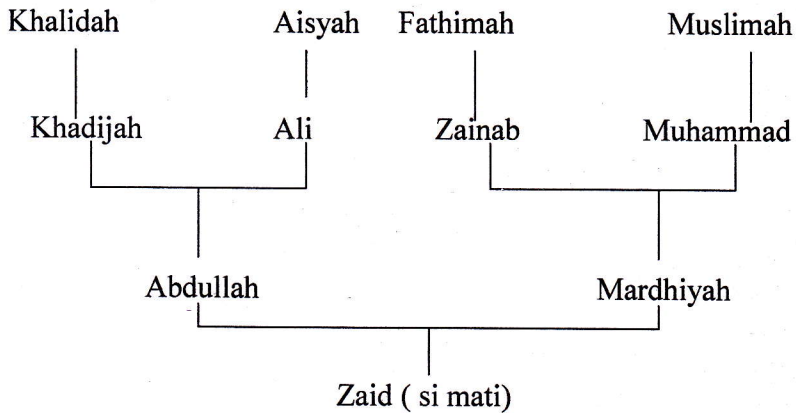 Khalidah Aisyah Fathimah Muslimah
Khadijah Ali Zainab Muhammad
Abdullah Mardhiyah
Zaid ( si mati)